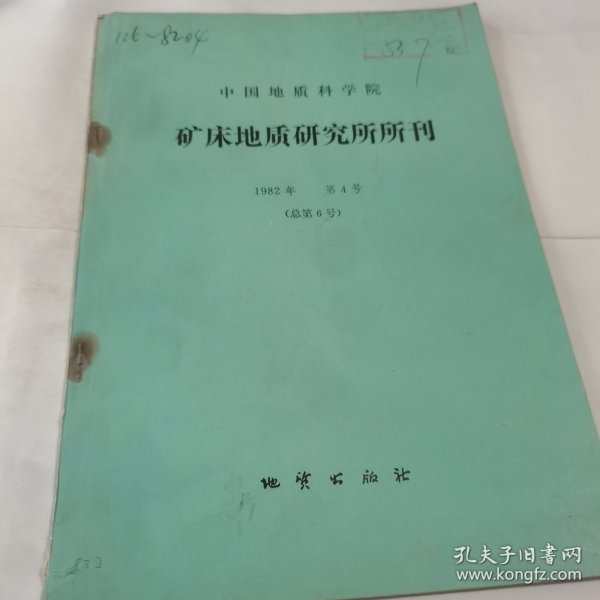 125-8204
83 7 6
中国地质科学院
矿床地质研究所所刊
1982年 第4号
（总第6号）
地质出版社
孔夫子旧书网
www.kongfz.com